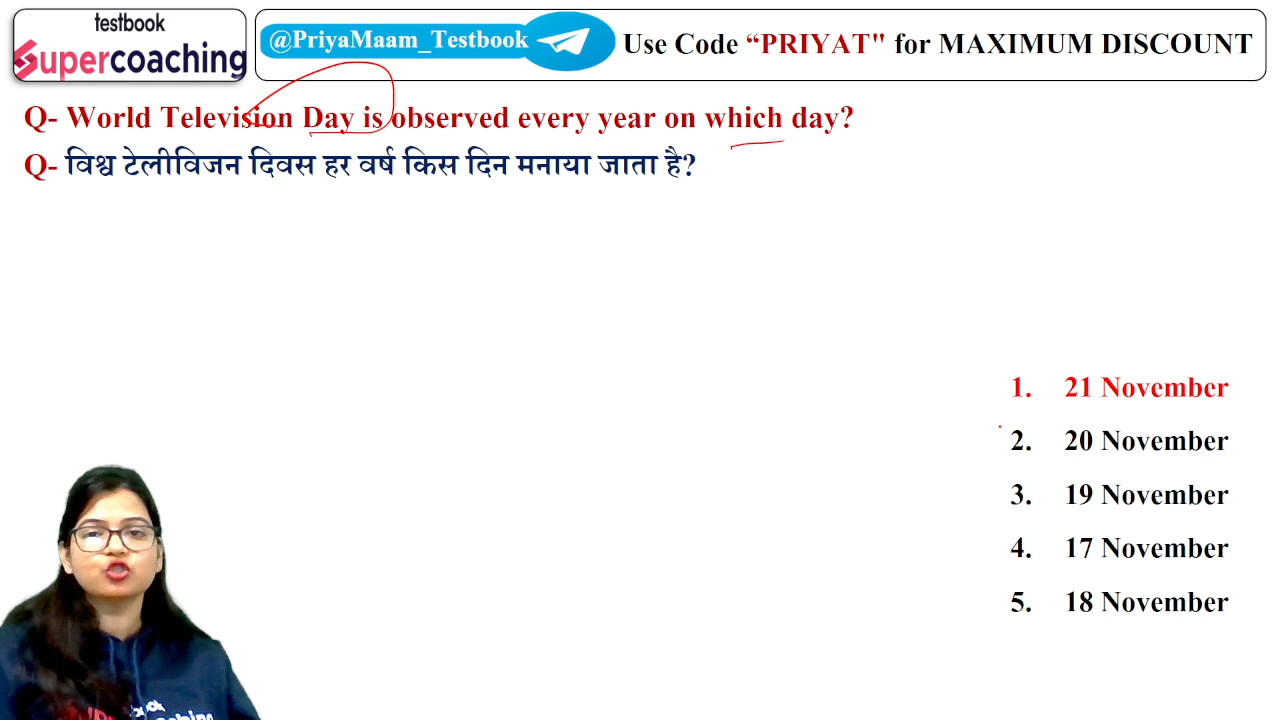 testbook
Supercoaching
@PriyaMaam_Testbook
Use Code “PRIYAT" for MAXIMUM DISCOUNT
Q- World Television Day is observed every year on which day?
Q- विश्व टेलीविजन दिवस हर वर्ष किस दिन मनाया जाता है?
1. 21 November
2. 20 November
3. 19 November
4. 17 November
5. 18 November